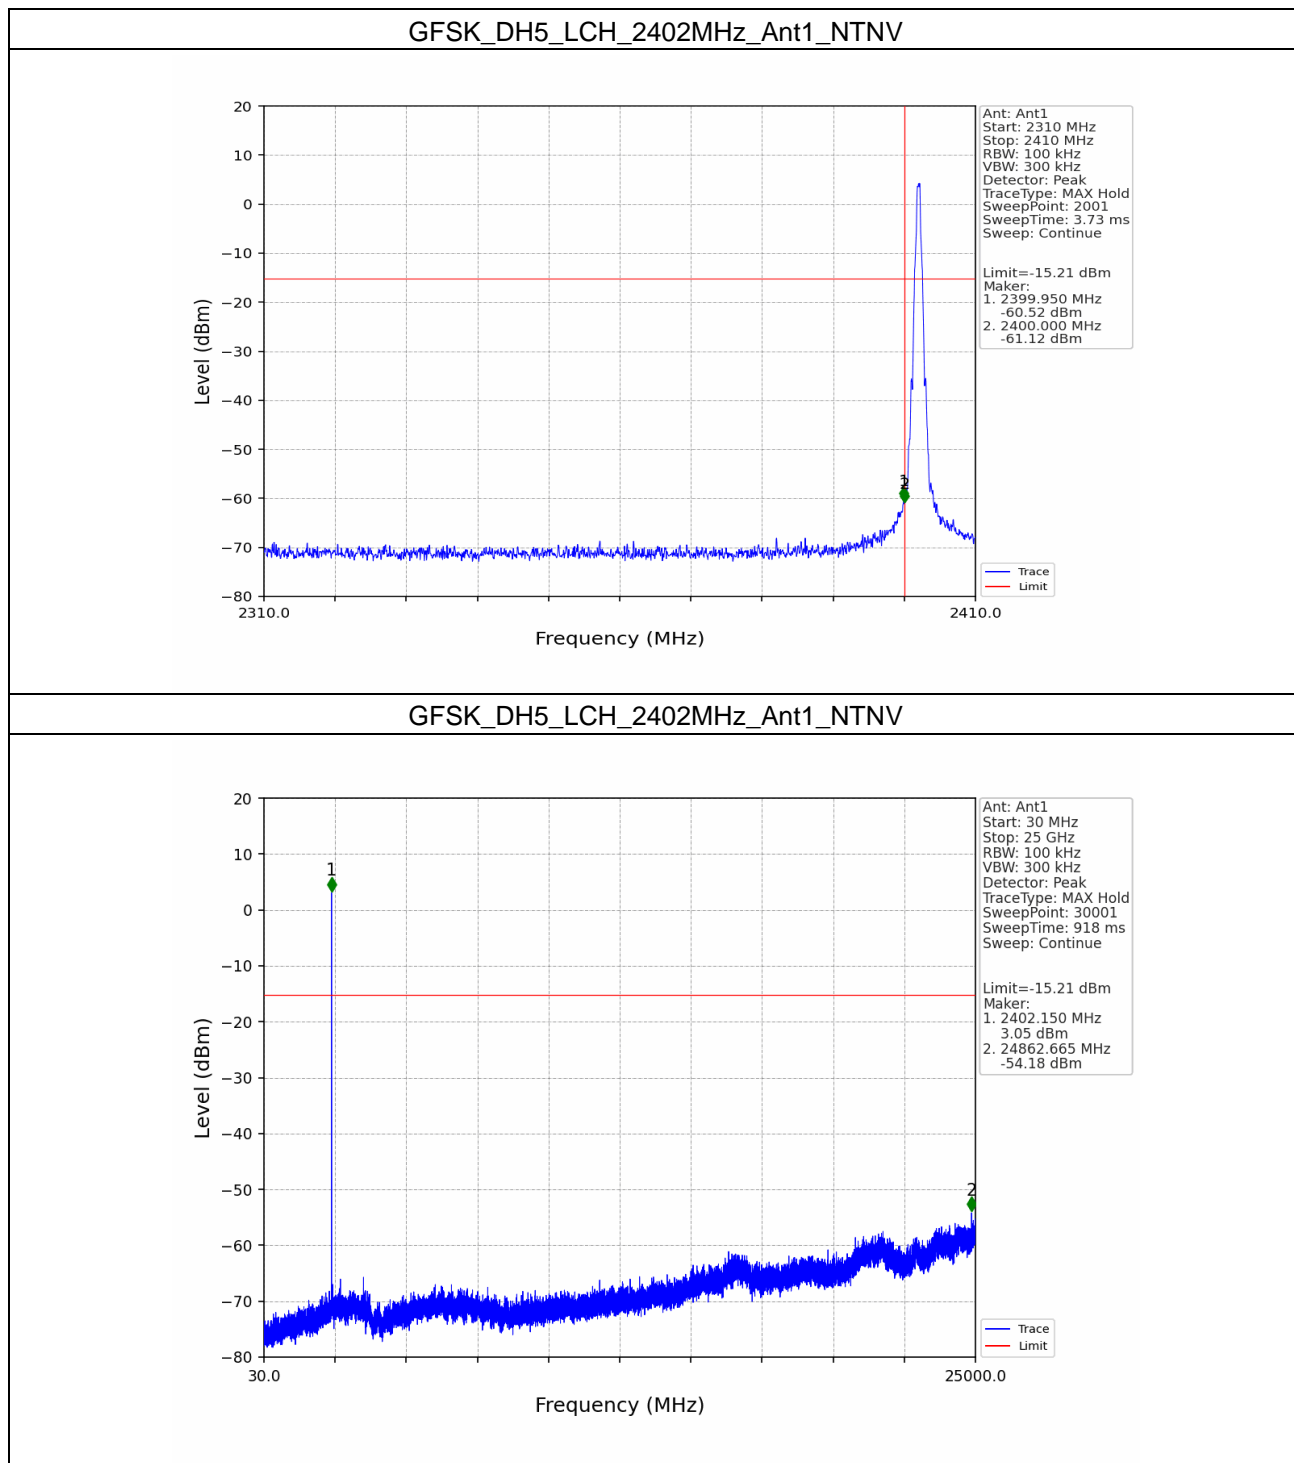 GFSK_DH5_LCH_2402MHz_Ant1_NTNV
20
10
0
−10
−20
−30
−40
−50
−60
−70
−80
Level (dBm)
1
2
2310.0
2410.0
Frequency (MHz)
Ant: Ant1
Start: 2310 MHz
Stop: 2410 MHz
RBW: 100 kHz
VBW: 300 kHz
Detector: Peak
TraceType: MAX Hold
SweepPoint: 2001
SweepTime: 3.73 ms
Sweep: Continue
Limit=-15.21 dBm
Maker:
1. 2399.950 MHz
-60.52 dBm
2. 2400.000 MHz
-61.12 dBm
Trace
Limit
GFSK_DH5_LCH_2402MHz_Ant1_NTNV
20
10
0
−10
−20
−30
−40
−50
−60
−70
−80
Level (dBm)
1
2
30.0
25000.0
Frequency (MHz)
Ant: Ant1
Start: 30 MHz
Stop: 25 GHz
RBW: 100 kHz
VBW: 300 kHz
Detector: Peak
TraceType: MAX Hold
SweepPoint: 30001
SweepTime: 918 ms
Sweep: Continue
Limit=-15.21 dBm
Maker:
1. 2402.150 MHz
3.05 dBm
2. 24862.665 MHz
-54.18 dBm
Trace
Limit